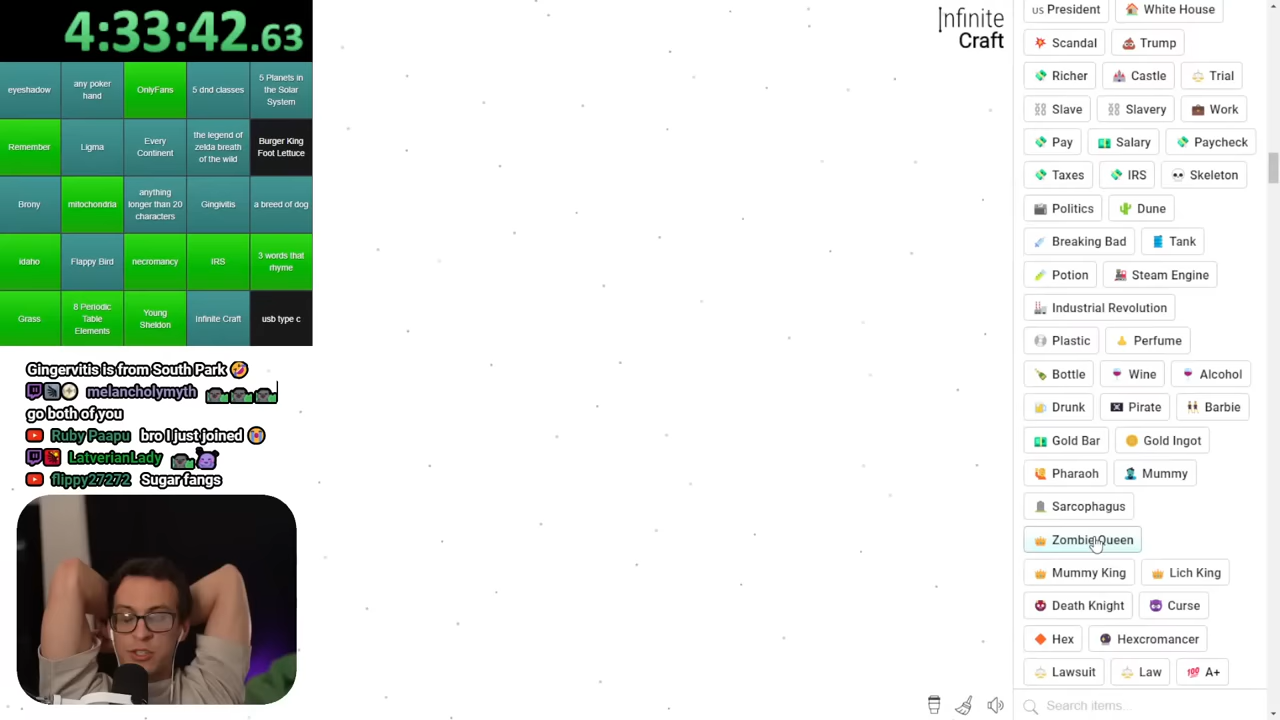 4:33:42.63
eyeshadow
any poker
hand
OnlyFans
5 dnd classes
5 Planets in
the Solar
System
Remember
Ligma
Every
Continent
the legend of
zelda breath
of the wild
Burger King
Foot Lettuce
Brony
mitochondria
anything
longer than 20
characters
Gingivitis
a breed of dog
idaho
Flappy Bird
necromancy
IRS
3 words that
rhyme
Grass
8 Periodic
Table
Elements
Young
Sheldon
Infinite Craft
usb type c
Gingervitis is from South Park
melancholymyth
go both of you
Ruby Paapu bro I just joined
LatverianLady
flippy27272 Sugar fangs
Infinite
Craft
US President White House
Scandal Trump
Richer Castle Trial
Slave Slavery Work
Pay Salary Paycheck
Taxes IRS Skeleton
Politics Dune
Breaking Bad Tank
Potion Steam Engine
Industrial Revolution
Plastic Perfume
Bottle Wine Alcohol
Drunk Pirate Barbie
Gold Bar Gold Ingot
Pharaoh Mummy
Sarcophagus
Zombie Queen
Mummy King Lich King
Death Knight Curse
Hex Hexcromancer
Lawsuit Law 100 A+
Search items...